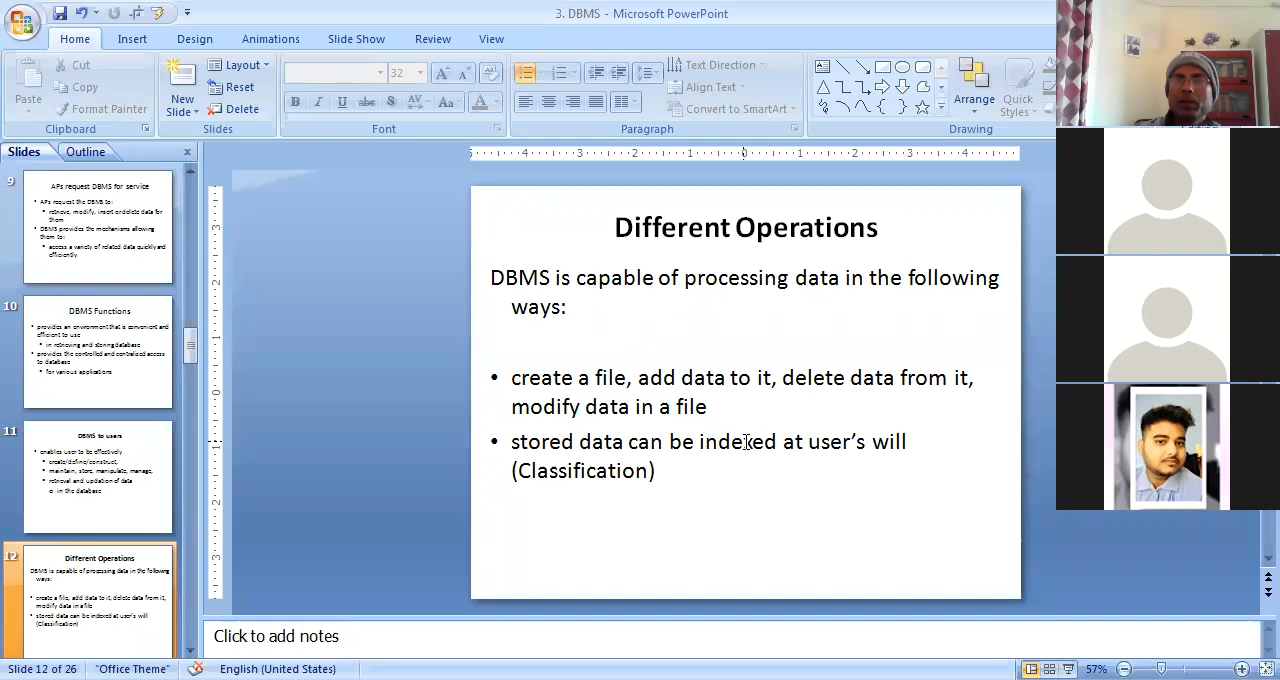 3. DBMS - Microsoft PowerPoint
Home Insert Design Animations Slide Show Review View
Paste
Cut
Copy
Format Painter
Clipboard
New Slide
Layout
Reset
Delete
Slides
32
Font
Text Direction
Align Text
Convert to SmartArt
Paragraph
Arrange
Quick Styles
Drawing
Slides Outline
9
APs request DBMS for service
• APs request the DBMS to:
• retrieve, modify, insert or delete data for
them
• DBMS provides the mechanisms allowing
them to:
• access a variety of related data quickly and
efficiently
10
DBMS Functions
• provides an environment that is convenient and
efficient to use
• in retrieving and storing database
• provides the controlled and centralised access
to database
• for various applications
11
DBMS to users
• enables user to be effectively
• create/define/construct,
• maintain, store, manipulate, manage,
• retrieval and updation of data
o in the database
12
Different Operations
DBMS is capable of processing data in the following
ways:
• create a file, add data to it, delete data from it,
modify data in a file
• stored data can be indexed at user's will
(Classification)
Different Operations
DBMS is capable of processing data in the following
ways:
• create a file, add data to it, delete data from it,
modify data in a file
• stored data can be indexed at user’s will
(Classification)
Click to add notes
Slide 12 of 26 "Office Theme" English (United States) 57%